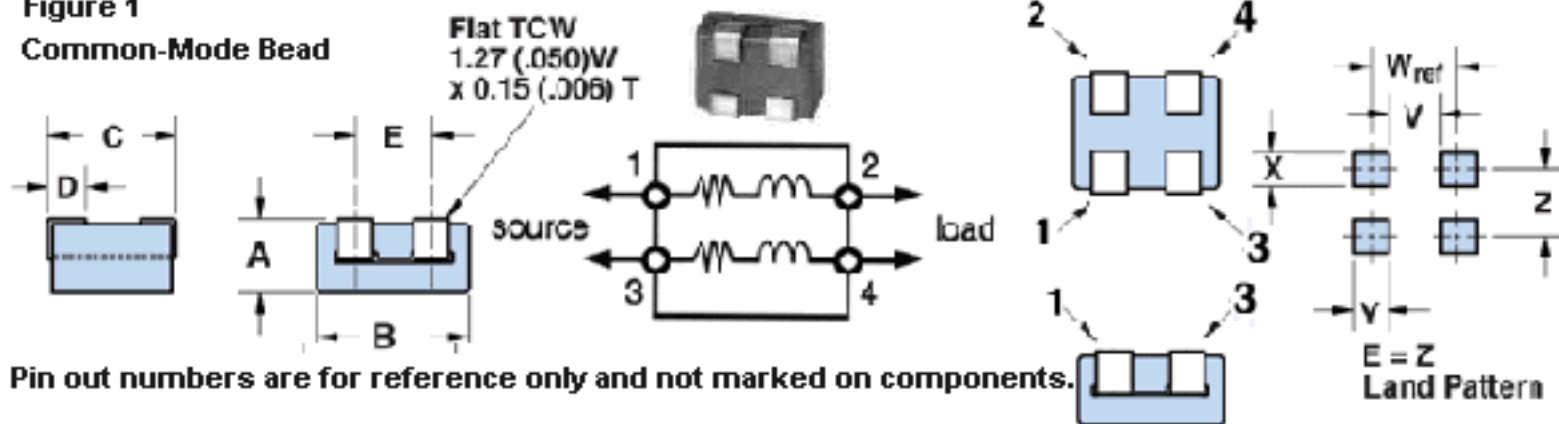 Figure 1
Common-Mode Bead
Flat TCW
1.27 (.050)W
x 0.15 (.006) T
C
D
A
E
B
1
2
source
load
3
4
2
4
1
3
1
3
Wref
V
X
Z
Y
E = Z
Land Pattern
Pin out numbers are for reference only and not marked on components.